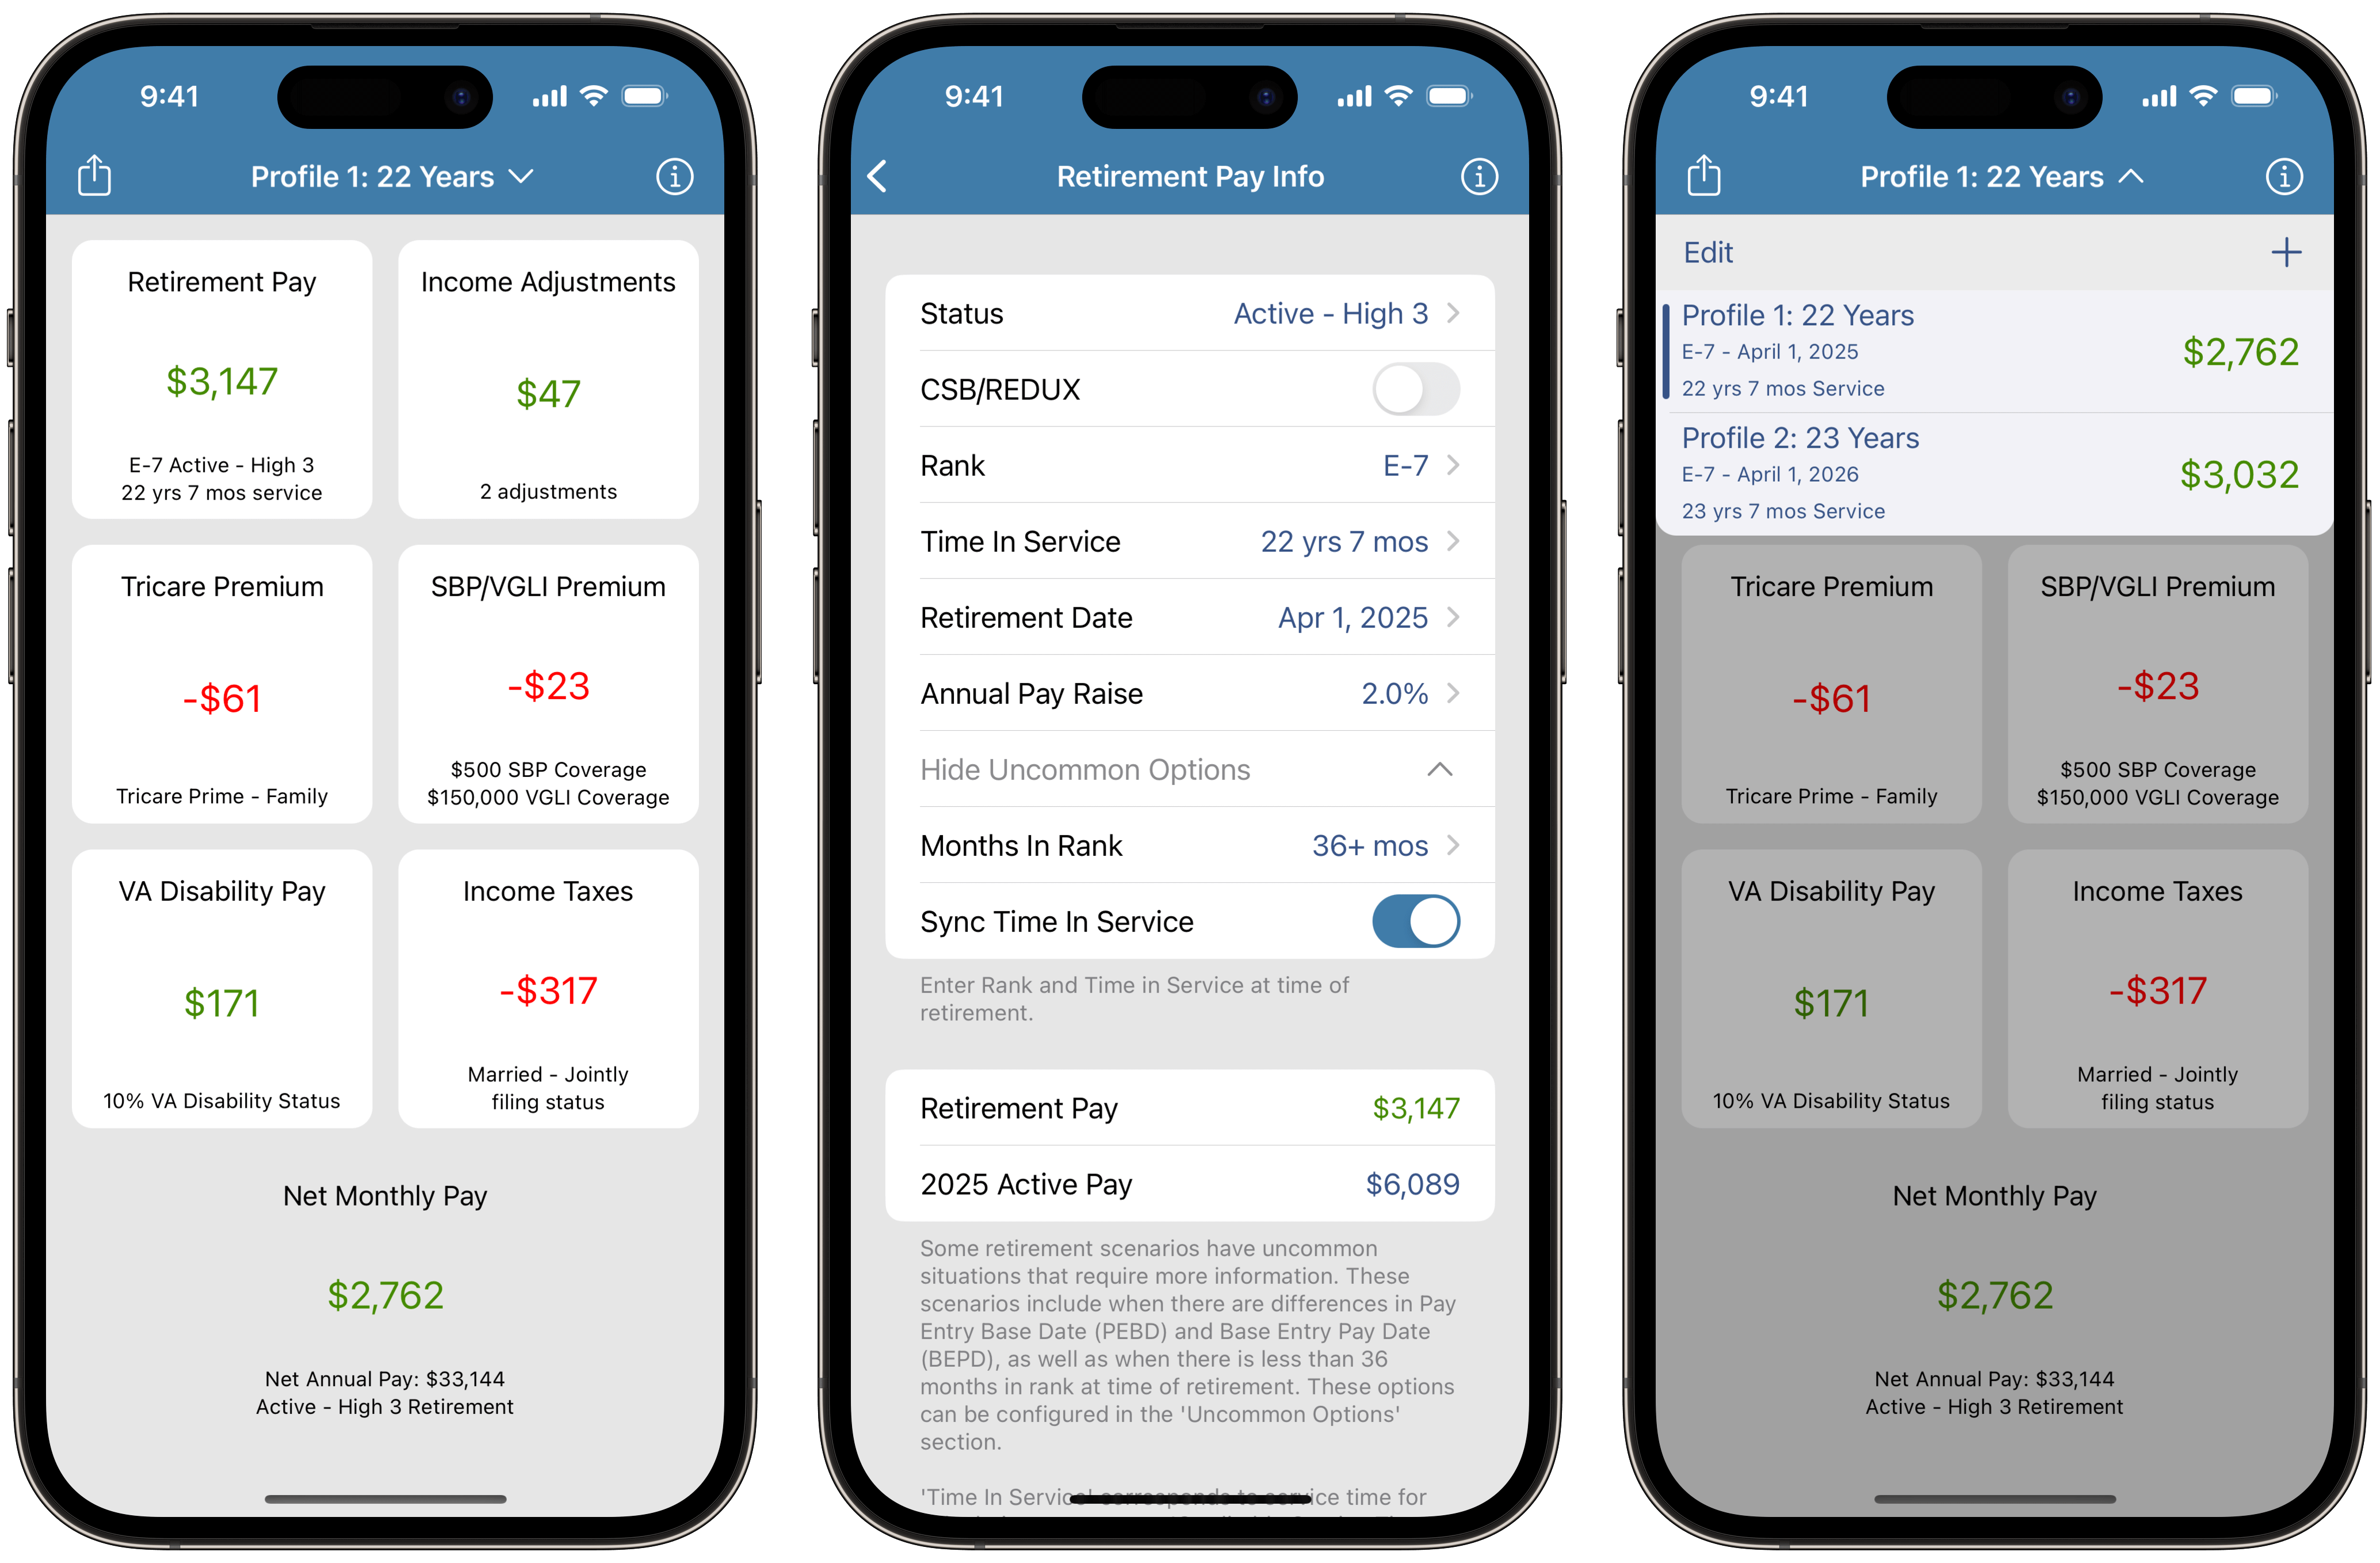 9:41
Profile 1: 22 Years
Retirement Pay
$3,147
E-7 Active - High 3
22 yrs 7 mos service
Income Adjustments
$47
2 adjustments
Tricare Premium
-$61
Tricare Prime - Family
SBP/VGLI Premium
-$23
$500 SBP Coverage
$150,000 VGLI Coverage
VA Disability Pay
$171
10% VA Disability Status
Income Taxes
-$317
Married - Jointly
filing status
Net Monthly Pay
$2,762
Net Annual Pay: $33,144
Active - High 3 Retirement
9:41
Retirement Pay Info
Status Active - High 3
CSB/REDUX
Rank E-7
Time In Service 22 yrs 7 mos
Retirement Date Apr 1, 2025
Annual Pay Raise 2.0%
Hide Uncommon Options
Months In Rank 36+ mos
Sync Time In Service
Enter Rank and Time in Service at time of
retirement.
Retirement Pay $3,147
2025 Active Pay $6,089
Some retirement scenarios have uncommon
situations that require more information. These
scenarios include when there are differences in Pay
Entry Base Date (PEBD) and Base Entry Pay Date
(BEPD), as well as when there is less than 36
months in rank at time of retirement. These options
can be configured in the 'Uncommon Options'
section.
'Time In Service' corresponds to service time for
9:41
Profile 1: 22 Years
Edit
Profile 1: 22 Years
E-7 - April 1, 2025
22 yrs 7 mos Service
$2,762
Profile 2: 23 Years
E-7 - April 1, 2026
23 yrs 7 mos Service
$3,032
Tricare Premium
-$61
Tricare Prime - Family
SBP/VGLI Premium
-$23
$500 SBP Coverage
$150,000 VGLI Coverage
VA Disability Pay
$171
10% VA Disability Status
Income Taxes
-$317
Married - Jointly
filing status
Net Monthly Pay
$2,762
Net Annual Pay: $33,144
Active - High 3 Retirement